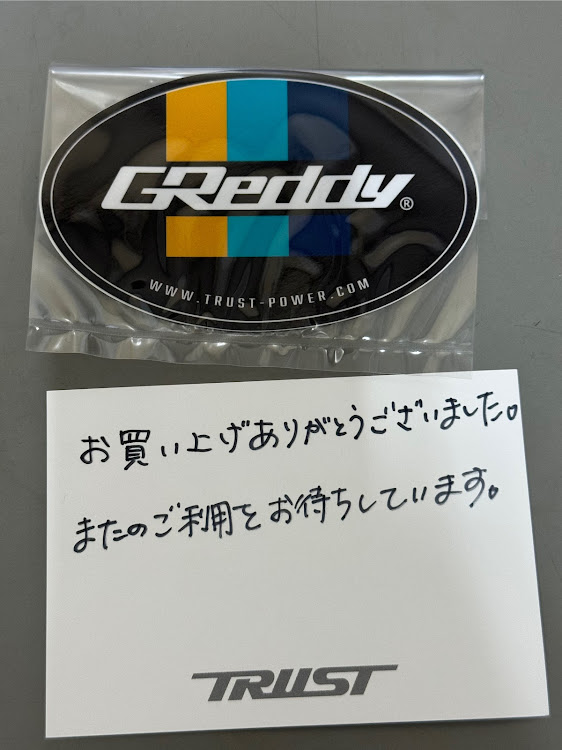 GReddy®
WWW.TRUST-POWER.COM
お買い上げありがとうございました。
またのご利用をお待ちしています。
TRUST